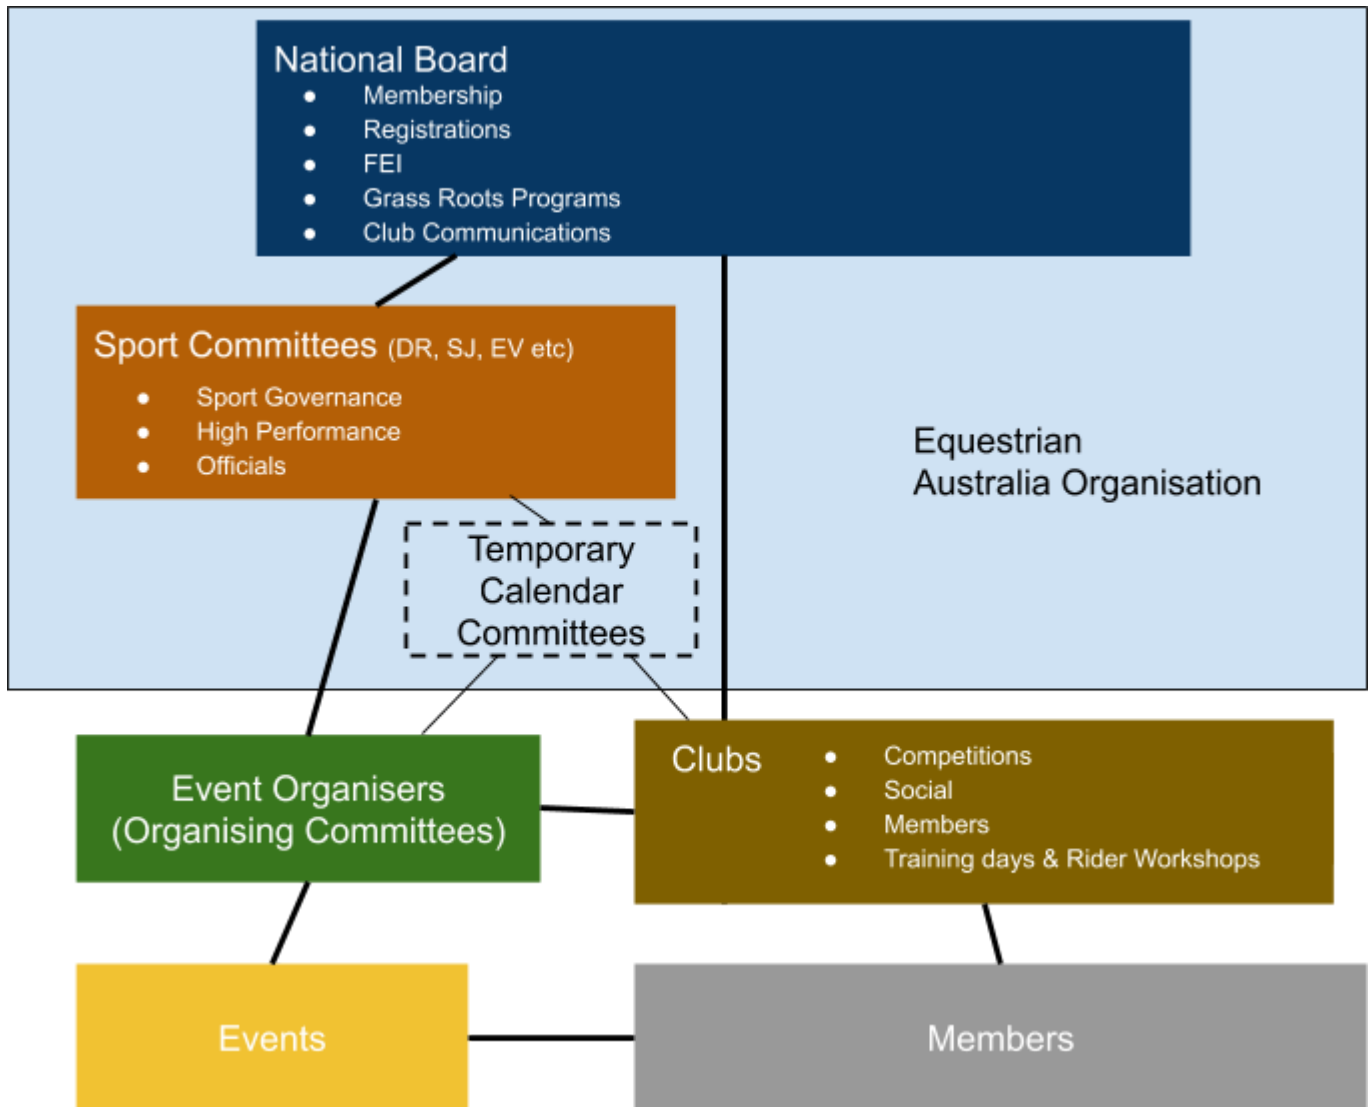 National Board
● Membership
● Registrations
● FEI
● Grass Roots Programs
● Club Communications
Sport Committees (DR, SJ, EV etc)
● Sport Governance
● High Performance
● Officials
Equestrian
Australia Organisation
Temporary
Calendar
Committees
Event Organisers
(Organising Committees)
Clubs
● Competitions
● Social
● Members
● Training days & Rider Workshops
Events
Members